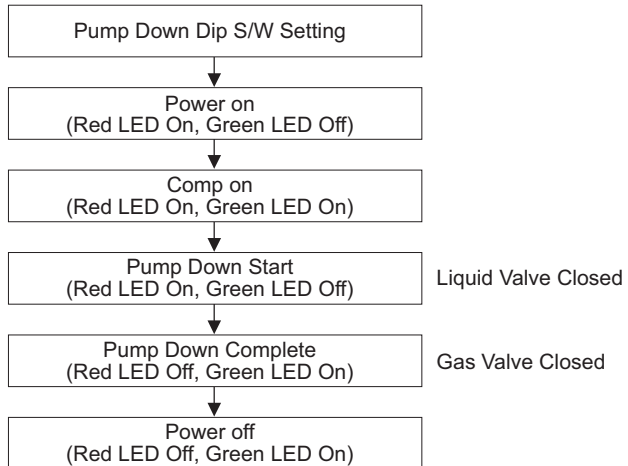 Pump Down Dip S/W Setting
Power on
(Red LED On, Green LED Off)
Comp on
(Red LED On, Green LED On)
Pump Down Start
(Red LED On, Green LED Off)
Liquid Valve Closed
Pump Down Complete
(Red LED Off, Green LED On)
Gas Valve Closed
Power off
(Red LED Off, Green LED On)